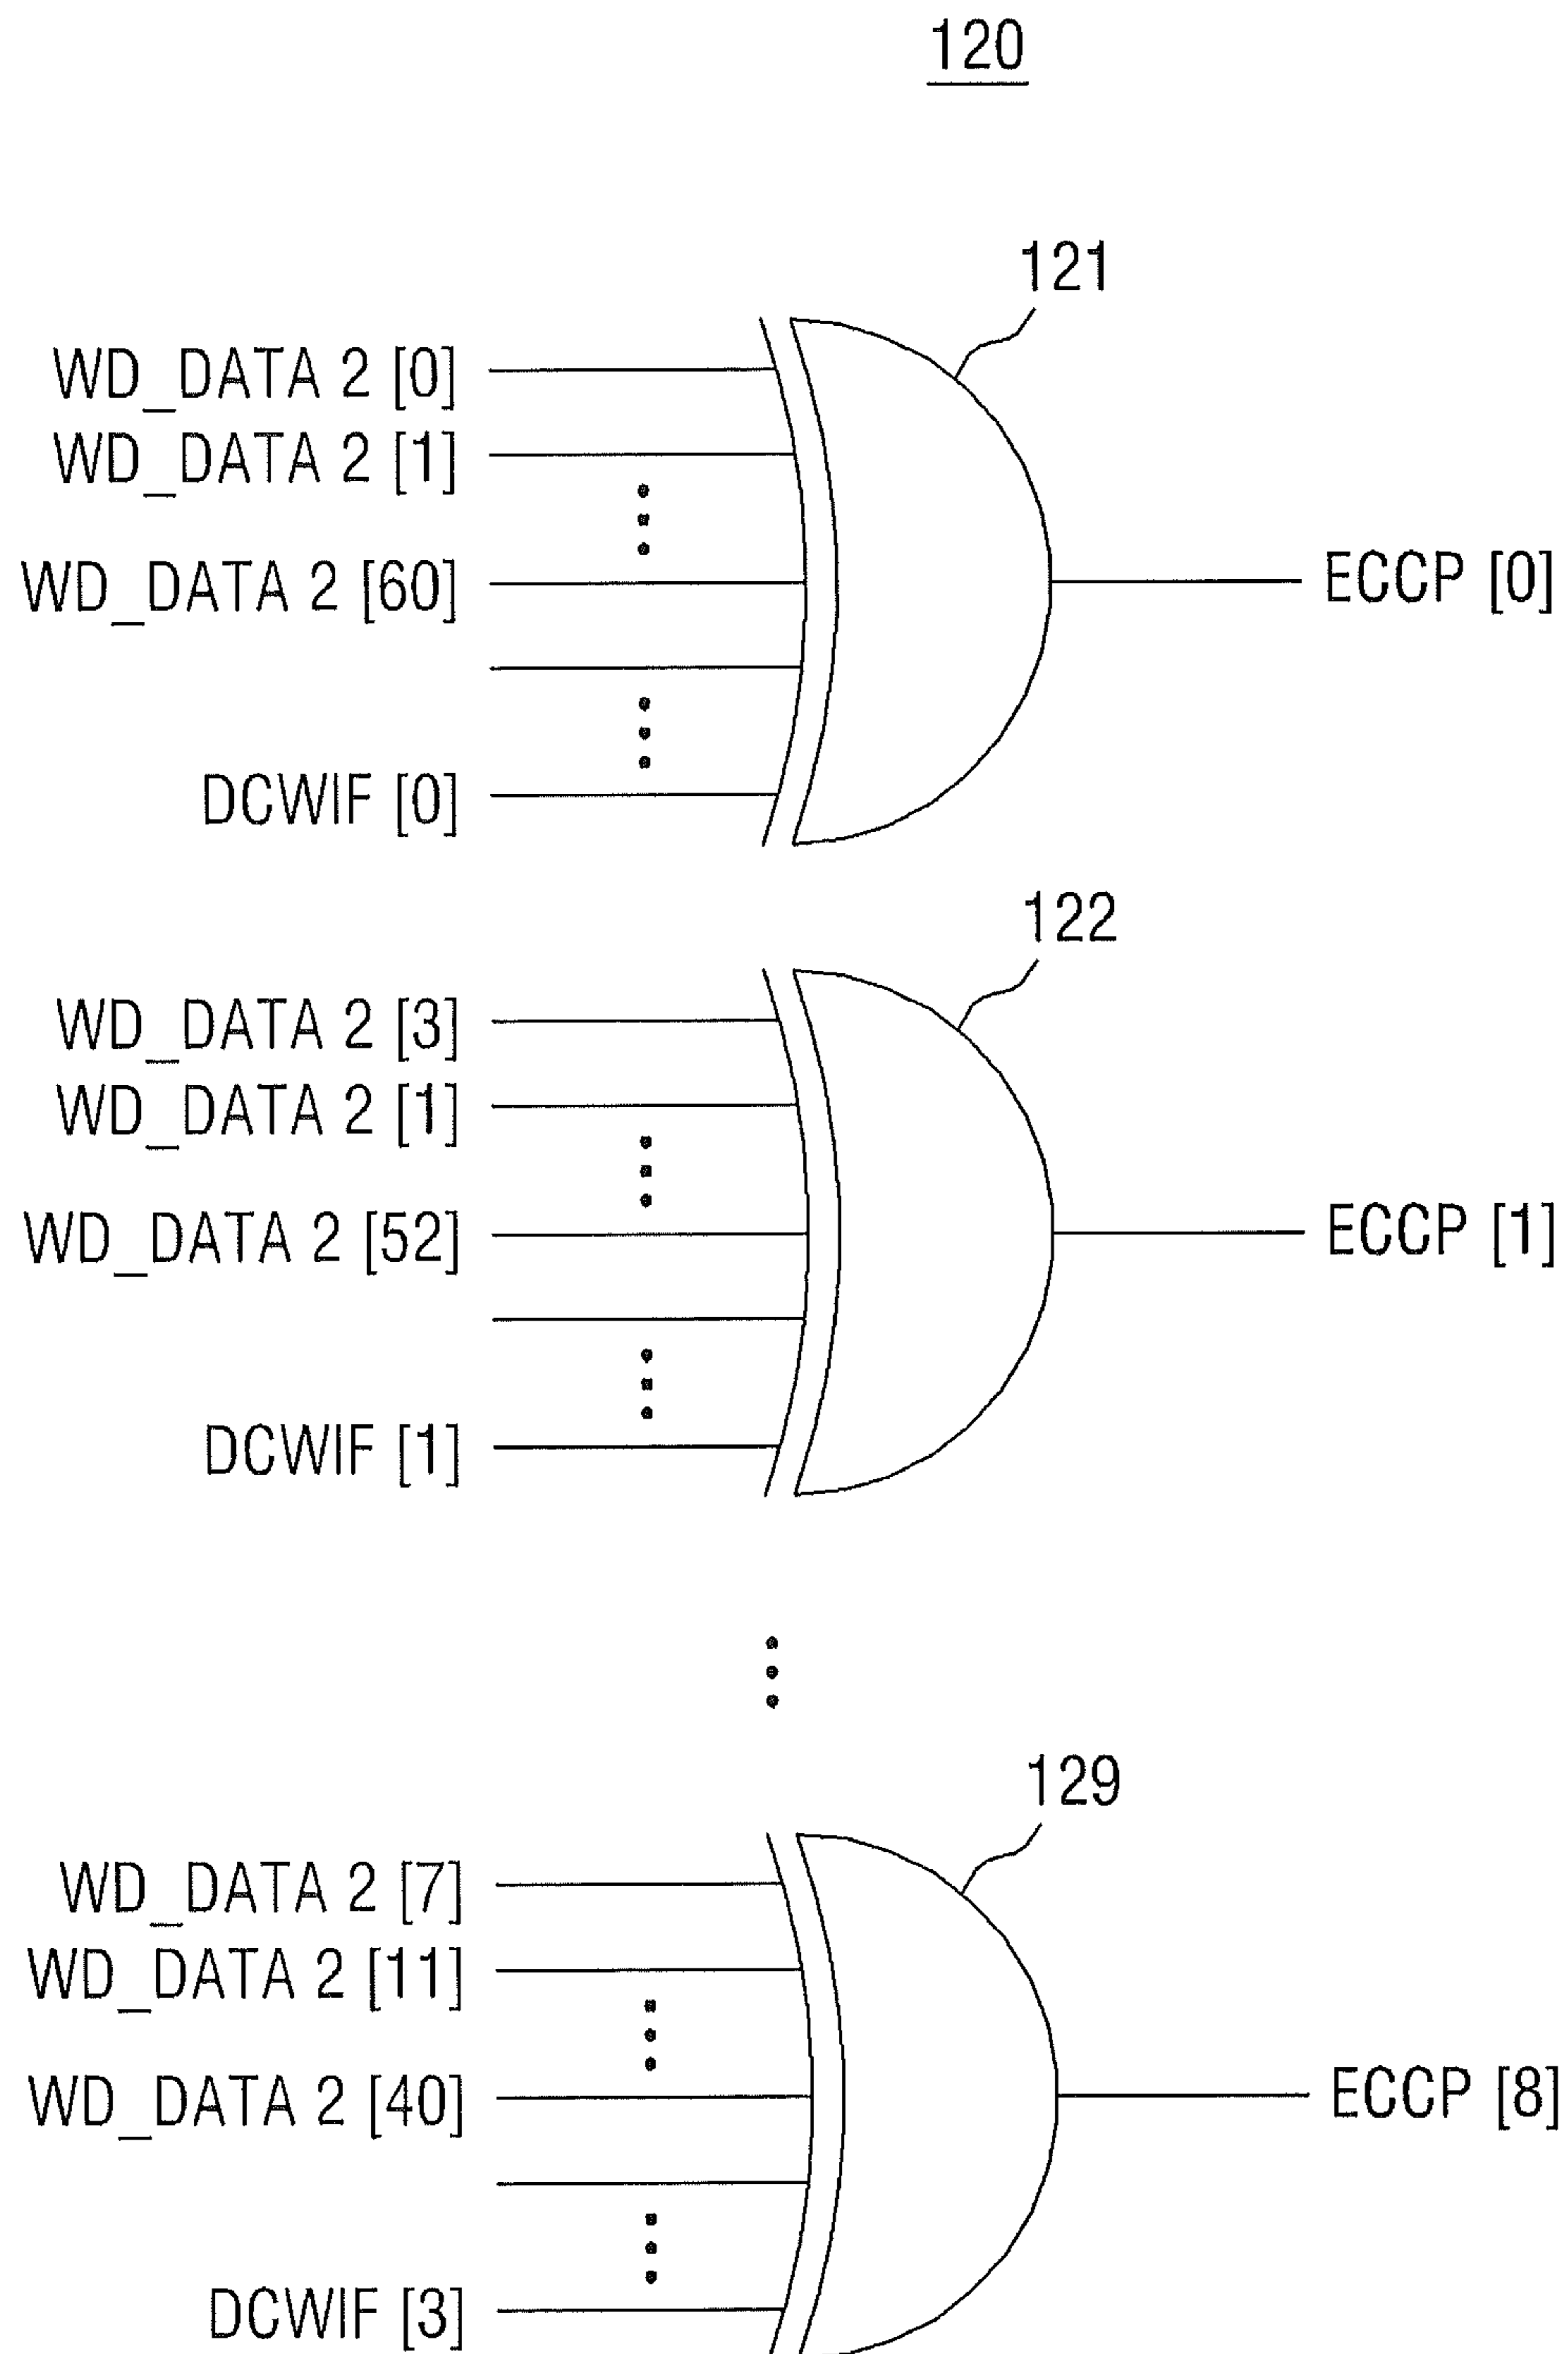 120
121
WD_DATA 2 [0]
WD_DATA 2 [1]
WD_DATA 2 [60]
ECCP [0]
DCWIF [0]
122
WD_DATA 2 [3]
WD_DATA 2 [1]
WD_DATA 2 [52]
ECCP [1]
DCWIF [1]
129
WD_DATA 2 [7]
WD_DATA 2 [11]
WD_DATA 2 [40]
ECCP [8]
DCWIF [3]